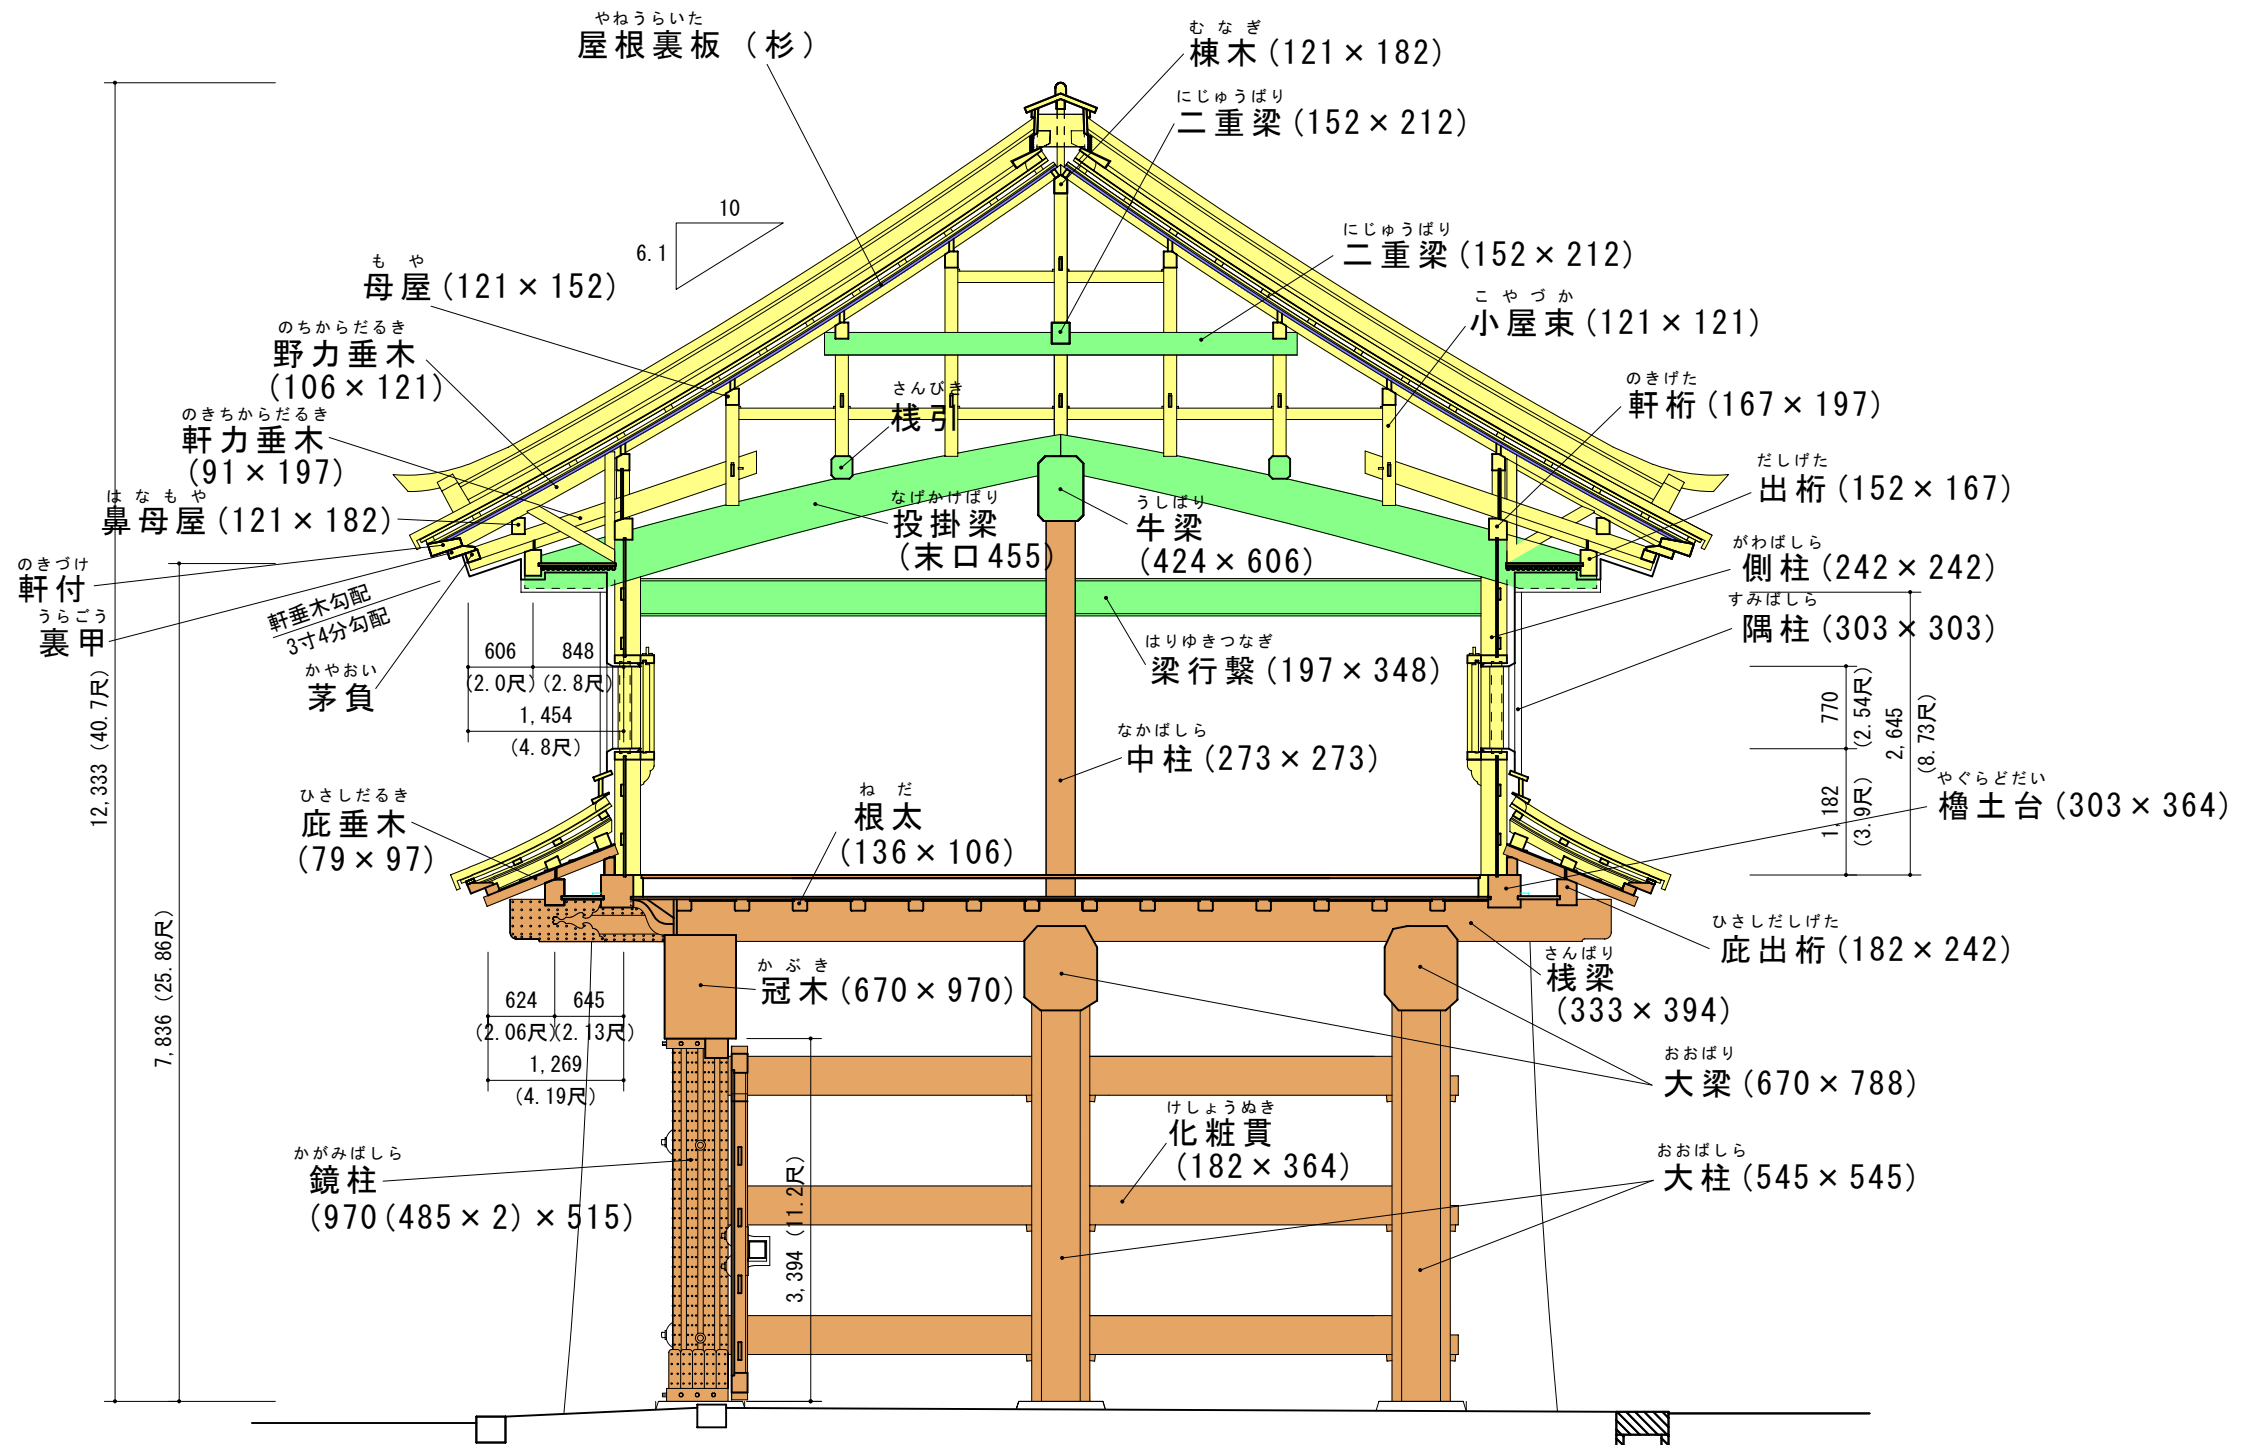 やねうらいた
屋根裏板（杉）
むなぎ
棟木(121×182)
にじゅうばり
二重梁(152×212)
10
6.1
にじゅうばり
二重梁(152×212)
もや
母屋(121×152)
こやづか
小屋束(121×121)
のちからだるき
野力垂木
(106×121)
さんびき
桟引
のきげた
軒桁(167×197)
のきちからだるき
軒力垂木
(91×197)
だしげた
出桁(152×167)
はなもや
鼻母屋(121×182)
なげかけばり
投掛梁
(末口455)
うしばり
牛梁
(424×606)
がわばしら
側柱(242×242)
のきづけ
軒付
うらごう
裏甲
軒垂木勾配
3寸4分勾配
すみばしら
隅柱(303×303)
かやおい
茅負
606
848
(2.0尺)
(2.8尺)
1,454
(4.8尺)
はりゆきつなぎ
梁行繋(197×348)
770
(2.54尺)
2,645
(8.73尺)
1,182
(3.9尺)
12,333 (40.7尺)
なかばしら
中柱(273×273)
やぐらどだい
櫓土台(303×364)
ひさしだるき
庇垂木
(79×97)
ねだ
根太
(136×106)
ひさしだしげた
庇出桁(182×242)
7,836 (25.86尺)
かぶき
冠木(670×970)
さんばり
桟梁
(333×394)
624
645
(2.06尺)
(2.13尺)
1,269
(4.19尺)
おおばり
大梁(670×788)
けしょうぬき
化粧貫
(182×364)
かがみばしら
鏡柱
(970(485×2)×515)
3,394 (11.2尺)
おおばしら
大柱(545×545)